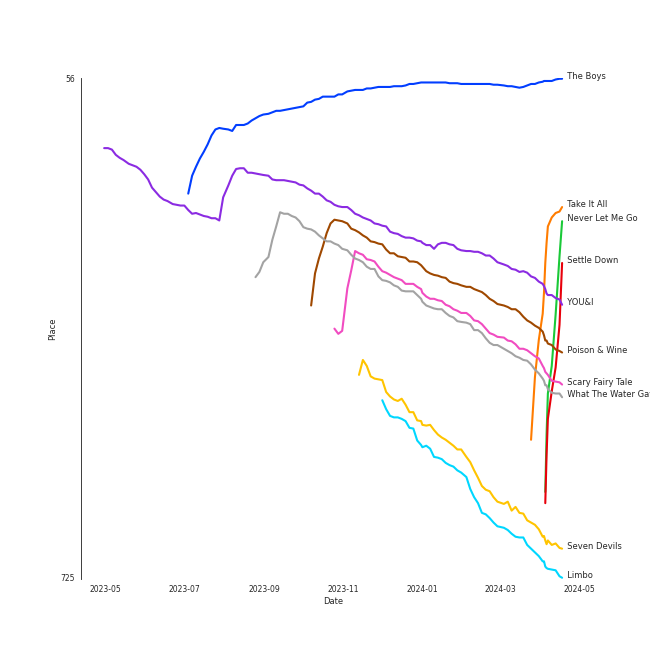 56
The Boys
Take It All
Never Let Me Go
Settle Down
YOU&I
Place
Poison & Wine
Scary Fairy Tale
What The Water Ga
Seven Devils
725
Limbo
2023-05 2023-07 2023-09 2023-11 2024-01 2024-03 2024-05
Date